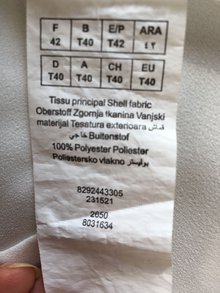 F B E/P ARA
42 T40 T42 ٤٢
D A CH EU
T40 T40 T40 T40
Tissu principal Shell fabric
Oberstoff Zgornja tkanina Vanjski
materijal Tesatura exterioara قماش
خارجي Buitenstof
100% Polyester Poliester
Poliestersko vlakno بوليستر
8292443305
231521
2650
8031634